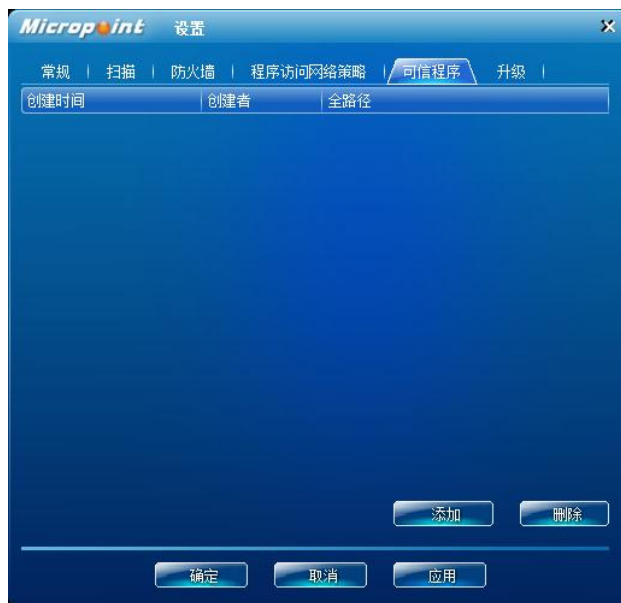 Micropoint 设置
常规 扫描 防火墙 程序访问网络策略 可信程序 升级
创建时间 创建者 全路径
添加 删除
确定 取消 应用